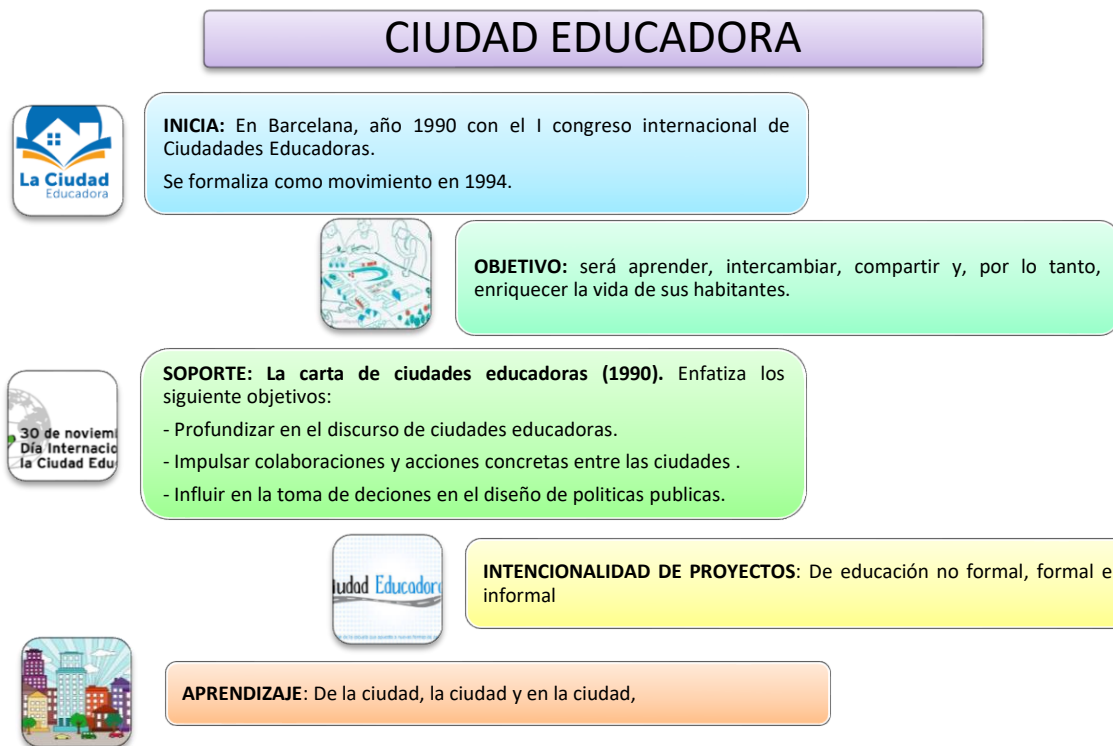 CIUDAD EDUCADORA
La Ciudad
Educadora
INICIA: En Barcelana, año 1990 con el I congreso internacional de
Ciudadades Educadoras.
Se formaliza como movimiento en 1994.
OBJETIVO: será aprender, intercambiar, compartir y, por lo tanto,
enriquecer la vida de sus habitantes.
30 de noviem
Día Internacio
la Ciudad Edu
SOPORTE: La carta de ciudades educadoras (1990). Enfatiza los
siguiente objetivos:
- Profundizar en el discurso de ciudades educadoras.
- Impulsar colaboraciones y acciones concretas entre las ciudades .
- Influir en la toma de deciones en el diseño de politicas publicas.
iudad Educadora
INTENCIONALIDAD DE PROYECTOS: De educación no formal, formal e
informal
APRENDIZAJE: De la ciudad, la ciudad y en la ciudad,